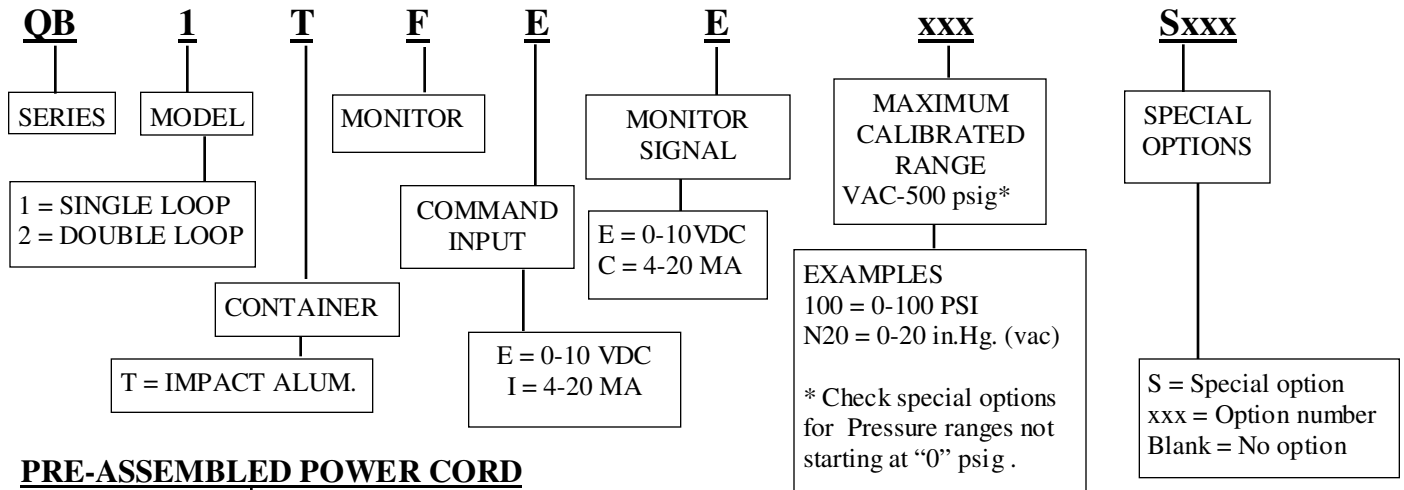 QB 1 T F E E xxx Sxxx
SERIES
MODEL
1 = SINGLE LOOP
2 = DOUBLE LOOP
CONTAINER
T = IMPACT ALUM.
MONITOR
COMMAND
INPUT
E = 0-10 VDC
I = 4-20 MA
MONITOR
SIGNAL
E = 0-10VDC
C = 4-20 MA
MAXIMUM
CALIBRATED
RANGE
VAC-500 psig*
EXAMPLES
100 = 0-100 PSI
N20 = 0-20 in.Hg. (vac)
* Check special options
for Pressure ranges not
starting at “0” psig .
SPECIAL
OPTIONS
S = Special option
xxx = Option number
Blank = No option
PRE-ASSEMBLED POWER CORD